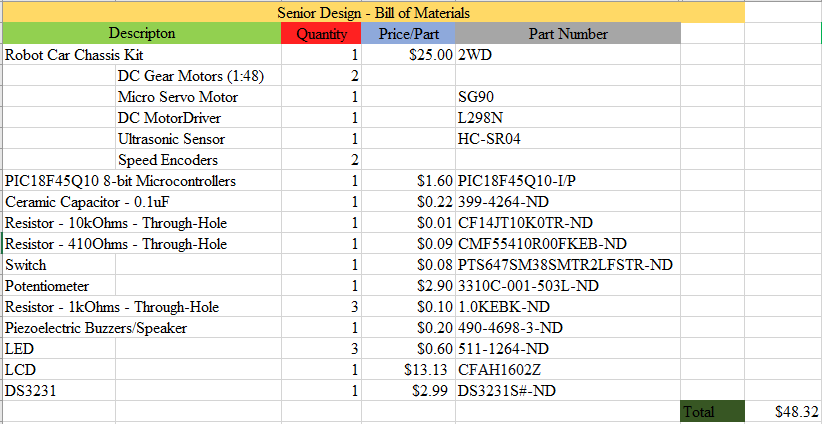 Senior Design - Bill of Materials
Descripton Quantity Price/Part Part Number
Robot Car Chassis Kit 1 $25.00 2WD
DC Gear Motors (1:48) 2
Micro Servo Motor 1 SG90
DC MotorDriver 1 L298N
Ultrasonic Sensor 1 HC-SR04
Speed Encoders 2
PIC18F45Q10 8-bit Microcontrollers 1 $1.60 PIC18F45Q10-I/P
Ceramic Capacitor - 0.1uF 1 $0.22 399-4264-ND
Resistor - 10kOhms - Through-Hole 1 $0.01 CF14JT10K0TR-ND
Resistor - 410Ohms - Through-Hole 1 $0.09 CMF55410R00FKEB-ND
Switch 1 $0.08 PTS647SM38SMTR2LFSTR-ND
Potentiometer 1 $2.90 3310C-001-503L-ND
Resistor - 1kOhms - Through-Hole 3 $0.10 1.0KEBK-ND
Piezoelectric Buzzers/Speaker 1 $0.20 490-4698-3-ND
LED 3 $0.60 511-1264-ND
LCD 1 $13.13 CFAH1602Z
DS3231 1 $2.99 DS3231S#-ND
Total $48.32